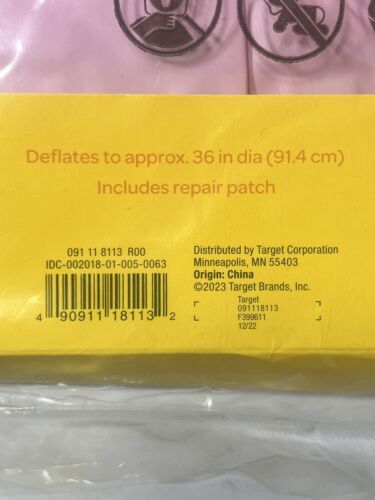 Deflates to approx. 36 in dia (91.4 cm)
Includes repair patch
091 11 8113 R00
IDC-002018-01-005-0063
4 90911 18113 2
Distributed by Target Corporation
Minneapolis, MN 55403
Origin: China
©2023 Target Brands, Inc.
Target
091118113
F399611
12/22